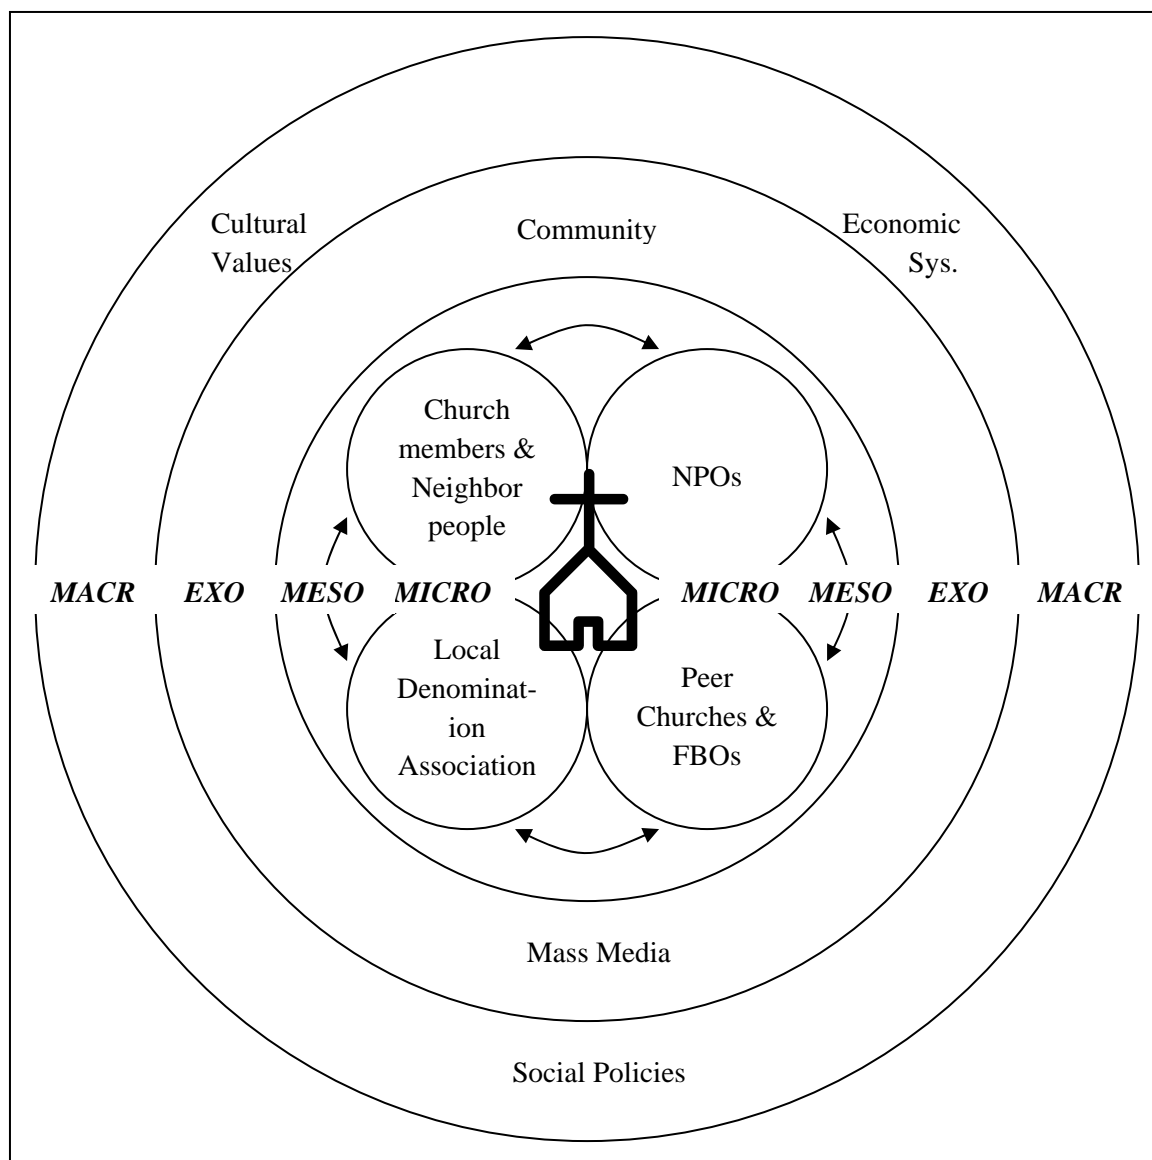 Cultural
Values
Community
Economic
Sys.
Church
members &
Neighbor
people
NPOs
MACR
EXO
MESO
MICRO
MICRO
MESO
EXO
MACR
Local
Denominat-
ion
Association
Peer
Churches &
FBOs
Mass Media
Social Policies